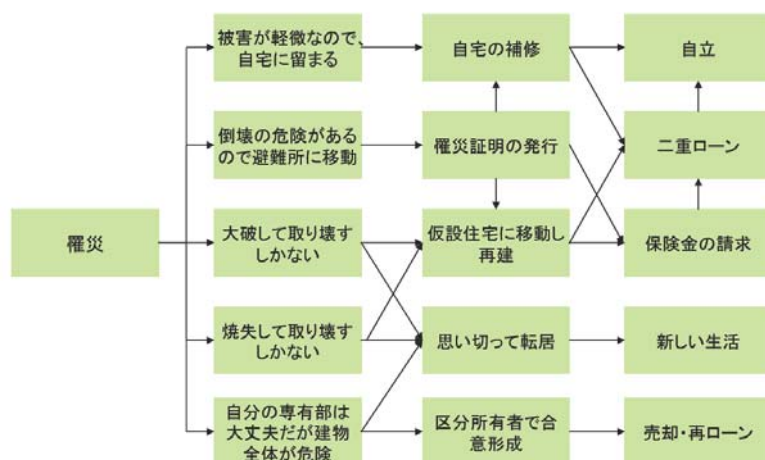 罹災
被害が軽微なので、
自宅に留まる
倒壊の危険がある
ので避難所に移動
大破して取り壊す
しかない
焼失して取り壊す
しかない
自分の専有部は
大丈夫だが建物
全体が危険
自宅の補修
罹災証明の発行
仮設住宅に移動し
再建
思い切って転居
区分所有者で合
意形成
自立
二重ローン
保険金の請求
新しい生活
売却・再ローン